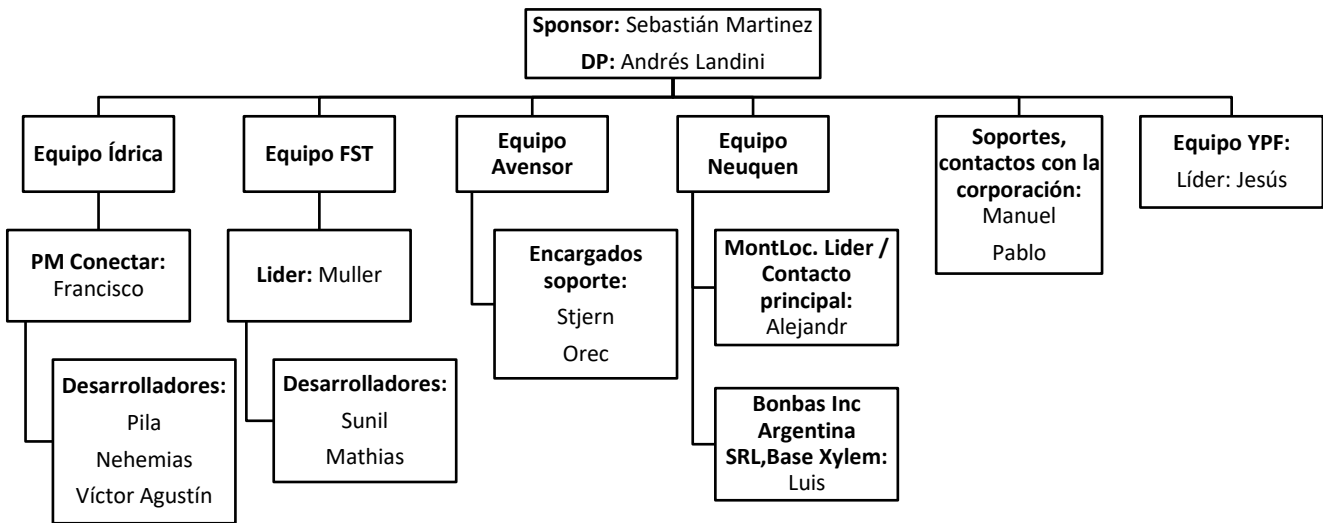 Sponsor: Sebastián Martinez
DP: Andrés Landini
Equipo Ídrica
Equipo FST
Equipo
Avensor
Equipo
Neuquen
Soportes,
contactos con la
corporación:
Manuel
Pablo
Equipo YPF:
Líder: Jesús
PM Conectar:
Francisco
Lider: Muller
Encargados
soporte:
Stjern
Orec
MontLoc. Lider /
Contacto
principal:
Alejandr
Desarrolladores:
Pila
Nehemias
Víctor Agustín
Desarrolladores:
Sunil
Mathias
Bonbas Inc
Argentina
SRL,Base Xylem:
Luis